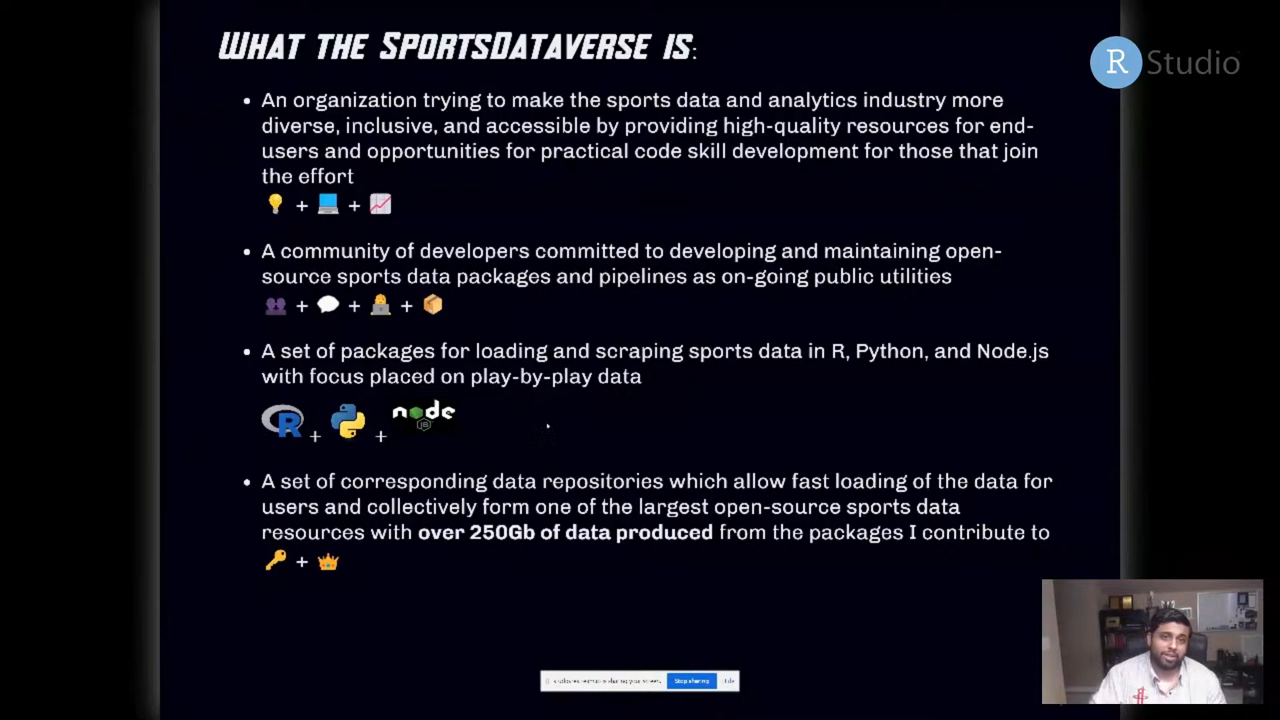 WHAT THE SPORTSDATAVERSE IS:
R Studio
• An organization trying to make the sports data and analytics industry more
diverse, inclusive, and accessible by providing high-quality resources for end-
users and opportunities for practical code skill development for those that join
the effort
+ +
• A community of developers committed to developing and maintaining open-
source sports data packages and pipelines as on-going public utilities
+ + +
• A set of packages for loading and scraping sports data in R, Python, and Node.js
with focus placed on play-by-play data
R + + node
JS
• A set of corresponding data repositories which allow fast loading of the data for
users and collectively form one of the largest open-source sports data
resources with over 250Gb of data produced from the packages I contribute to
+
is sharing your screen. Stop sharing Hide